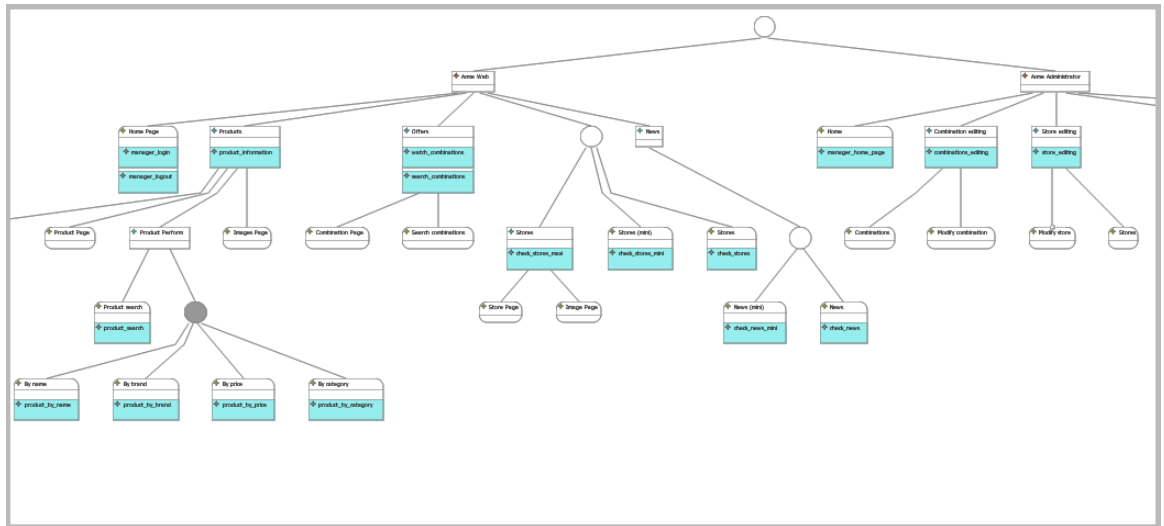 Acme Web
Acme Administrator
Home Page
manager_login
manager_logout
Products
product_information
Offers
watch_combinations
search_combinations
News
Home
manager_home_page
Combination editing
combinations_editing
Store editing
store_editing
Product Page
Product Perform
Images Page
Combination Page
Search combinations
Stores
check_stores_maxi
Stores (mini)
check_stores_mini
Stores
check_stores
Combinations
Modify combination
Modify store
Stores
Product search
product_search
Store Page
Image Page
News (mini)
check_news_mini
News
check_news
By name
product_by_name
By brand
product_by_brand
By price
product_by_price
By category
product_by_category